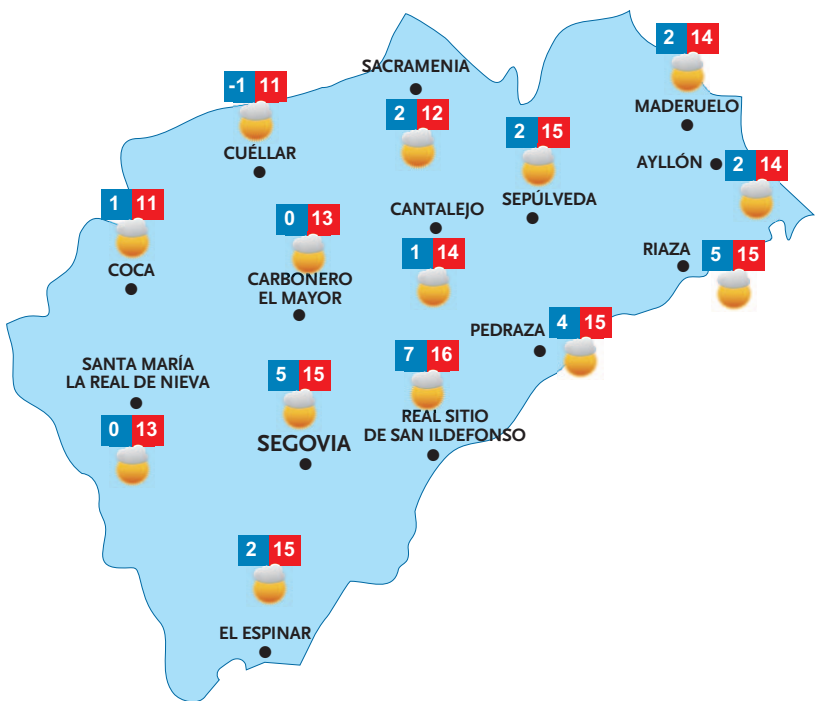 2 14
MADERUELO
SACRAMENIA
2 12
-1 11
CUÉLLAR
2 15
SEPÚLVEDA
AYLLÓN
2 14
1 11
COCA
0 13
CARBONERO
EL MAYOR
CANTALEJO
1 14
RIAZA
5 15
PEDRAZA
4 15
SANTA MARÍA
LA REAL DE NIEVA
0 13
5 15
SEGOVIA
7 16
REAL SITIO
DE SAN ILDEFONSO
2 15
EL ESPINAR